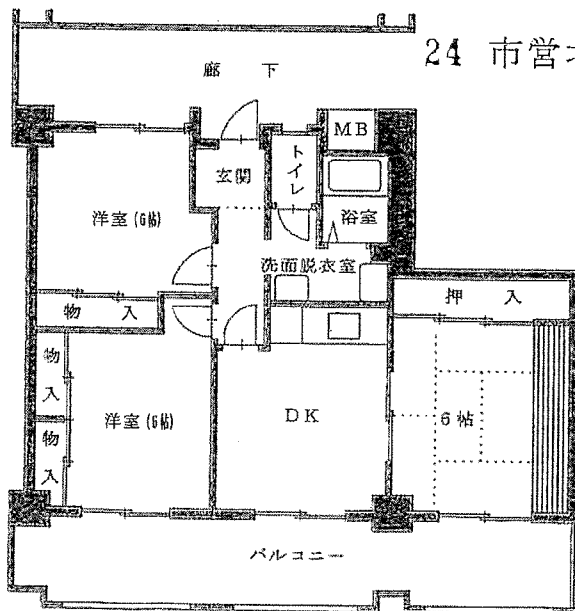 24 市営
廊 下
MB
玄関
トイレ
浴室
洋室(6帖)
洗面脱衣室
押 入
物 入
物入
洋室(6帖)
DK
6帖
物入
バルコニー